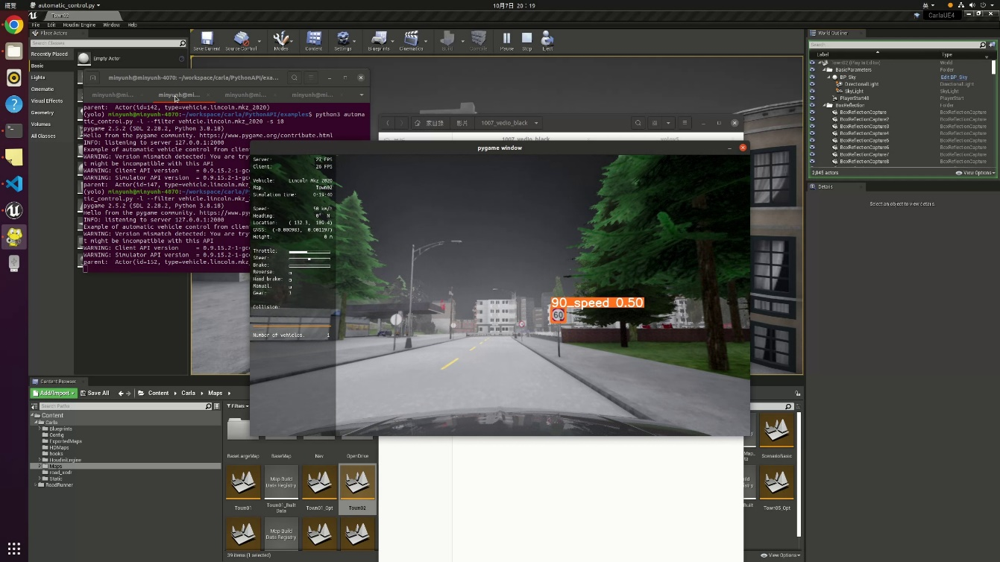 概覽
automatic_control.py
10月7日 20:19
英
Town02
CarlaUE4
File Edit Houdini Engine Window Help
Place Actors
Search Classes
Recently Placed
Basic
Lights
Cinematic
Visual Effects
Geometry
Volumes
All Classes
Empty Actor
Save Current
Source Control
Modes
Content
Settings
Blueprints
Cinematics
Build
Compile
Pause
Stop
Eject
minyunh@minyunh-4070: ~/workspace/carla/PythonAPI/exa...
minyunh@mi...
minyunh@mi...
minyunh@mi...
minyunh@mi...
parent: Actor(id=142, type=vehicle.lincoln.mkz_2020)
(yolo) minyunh@minyunh-4070:~/workspace/carla/PythonAPI/examples$ python3 automa
tic_control.py -l --filter vehicle.lincoln.mkz_2020 -s 10
pygame 2.5.2 (SDL 2.28.2, Python 3.8.18)
Hello from the pygame community. https://www.pygame.org/contribute.html
INFO: listening to server 127.0.0.1:2000
Example of automatic vehicle control from clien
WARNING: Version mismatch detected: You are try
t might be incompatible with this API
WARNING: Client API version = 0.9.15.2-1-g
WARNING: Simulator API version = 0.9.15.2-1-gc
parent: Actor(id=147, type=vehicle.lincoln.mkz_
(yolo) minyunh@minyunh-4070:~/workspace/carla/P
tic_control.py -l --filter vehicle.lincoln.mkz_
pygame 2.5.2 (SDL 2.28.2, Python 3.8.18)
Hello from the pygame community. https://www.py
INFO: listening to server 127.0.0.1:2000
Example of automatic vehicle control from clien
WARNING: Version mismatch detected: You are try
t might be incompatible with this API
WARNING: Client API version = 0.9.15.2-1-gc
WARNING: Simulator API version = 0.9.15.2-1-gc
parent: Actor(id=152, type=vehicle.lincoln.mkz_
家目錄
影片
1007_vedio_black
1007_vedio_black
pygame window
Server: 27 FPS
Client: 26 FPS
Vehicle: Lincoln Mkz 2020
Map: Town02
Simulation time: 0:19:40
Speed: 50 km/h
Heading: 0° N
Location: ( 132.3, 109.4)
GNSS: (-0.000983, 0.001197)
Height: 0 m
Throttle:
Steer:
Brake:
Reverse:
Hand brake:
Manual:
Gear: 3
Collision:
Number of vehicles: 1
90_speed 0.50
60
World Outliner
Search
Label Type
Town02 (Play In Editor) World
BasicParameters Folder
BP_Sky Edit BP_Sky
DirectionalLight DirectionalLight
SkyLight SkyLight
PlayerStart48 PlayerStart
BoxReflection Folder
BoxReflectionCapture BoxReflectionCapture
BoxReflectionCapture2 BoxReflectionCapture
BoxReflectionCapture3 BoxReflectionCapture
BoxReflectionCapture4 BoxReflectionCapture
BoxReflectionCapture5 BoxReflectionCapture
BoxReflectionCapture6 BoxReflectionCapture
BoxReflectionCapture7 BoxReflectionCapture
BoxReflectionCapture8 BoxReflectionCapture
2,045 actors
View Options
Details
Select an object to view details.
Content Browser
Add/Import
Save All
Content
Carla
Maps
Search Paths
Filters
Content
Carla
Blueprints
Config
ExportedMaps
HDMaps
hooks
HoudiniEngine
Maps
road_xodr
Static
RoadRunner
BaseLargeMap
BaseMap
Nav
OpenDrive
ScenarioBasic
Map Build
Data Registry
Town01
Town01_Built
Data
Town01_Opt
Town02
Town05_Opt
Map Build
Data Registry
39 items (1 selected)
View Options